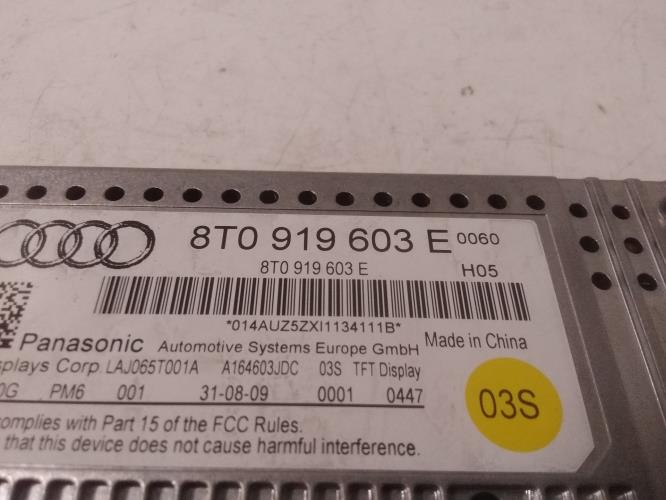 8T0 919 603 E 0060
8T0 919 603 E H05
*014AUZ5ZXI1134111B*
Panasonic Automotive Systems Europe GmbH Made in China
Corp. LAJ065T001A A164603JDC 03S TFT Display
PM6 001 31-08-09 0001 0447
03S
with Part 15 of the FCC Rules.
that this device does not cause harmful interference.